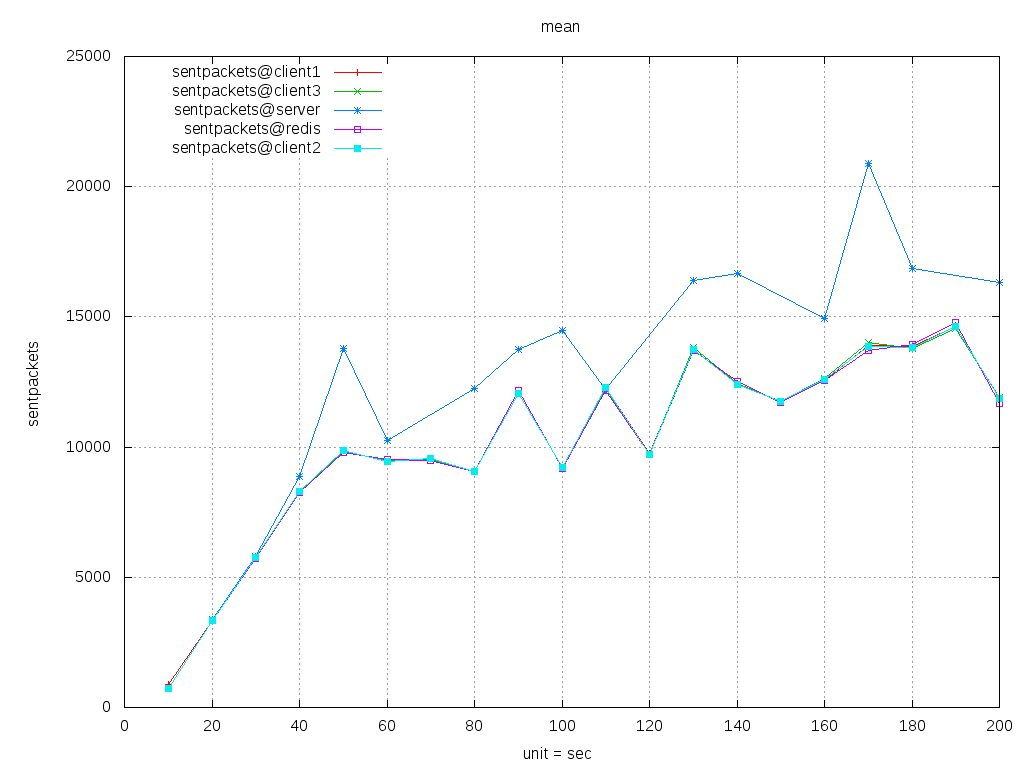 mean
25000
20000
15000
10000
5000
0
sentpackets
sentpackets@client1
sentpackets@client3
sentpackets@server
sentpackets@redis
sentpackets@client2
0 20 40 60 80 100 120 140 160 180 200
unit = sec